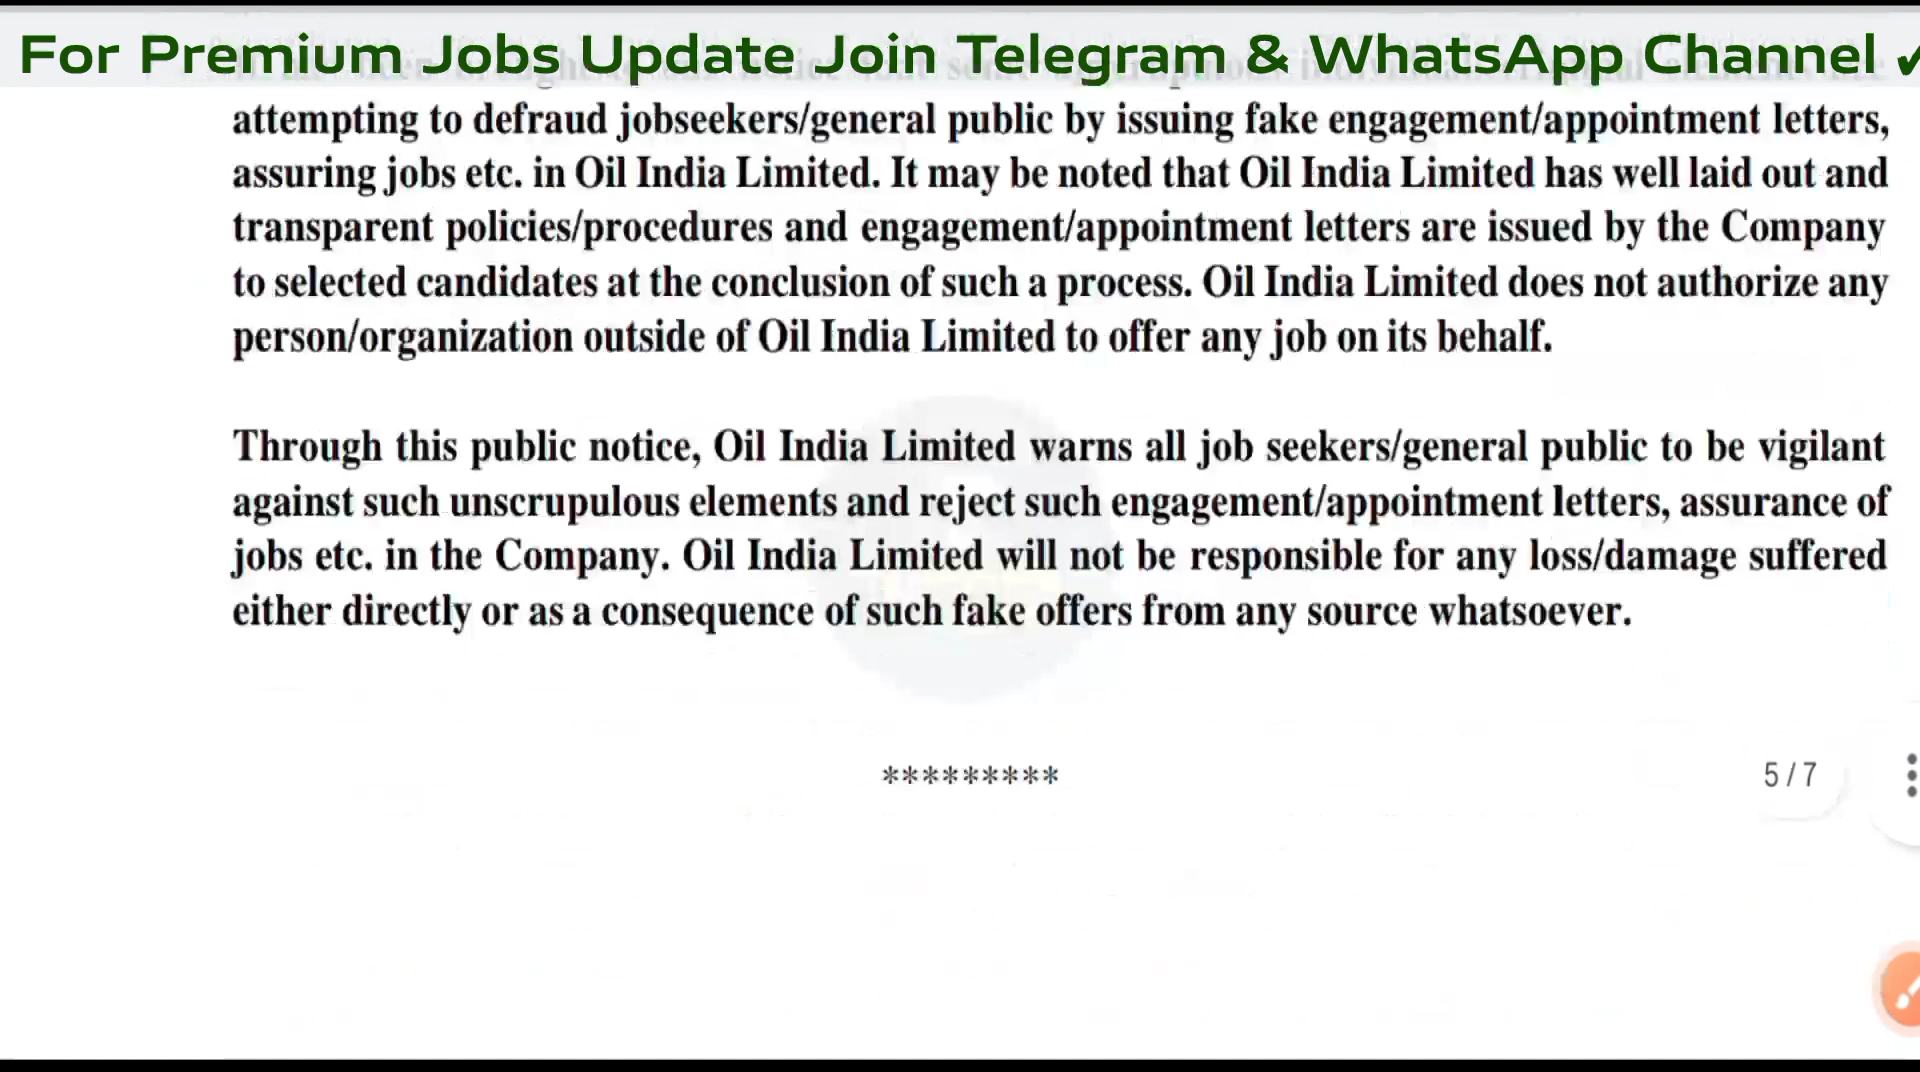 For Premium Jobs Update Join Telegram & WhatsApp Channel ✓
attempting to defraud jobseekers/general public by issuing fake engagement/appointment letters,
assuring jobs etc. in Oil India Limited. It may be noted that Oil India Limited has well laid out and
transparent policies/procedures and engagement/appointment letters are issued by the Company
to selected candidates at the conclusion of such a process. Oil India Limited does not authorize any
person/organization outside of Oil India Limited to offer any job on its behalf.
Through this public notice, Oil India Limited warns all job seekers/general public to be vigilant
against such unscrupulous elements and reject such engagement/appointment letters, assurance of
jobs etc. in the Company. Oil India Limited will not be responsible for any loss/damage suffered
either directly or as a consequence of such fake offers from any source whatsoever.
*********
5 / 7